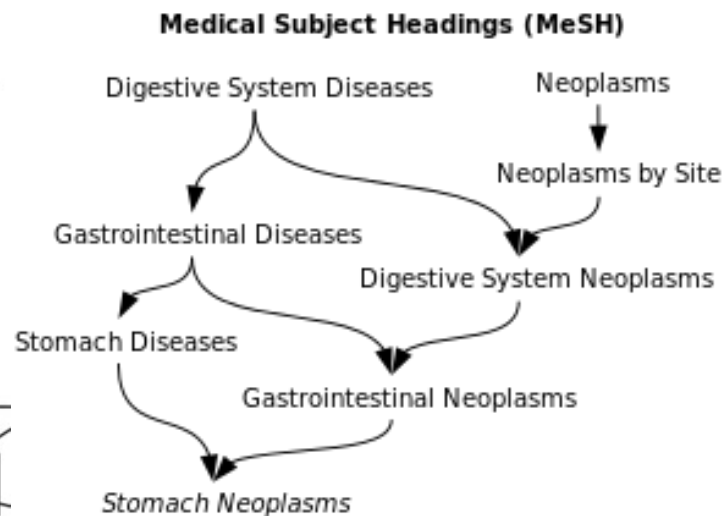 Medical Subject Headings (MeSH)
Digestive System Diseases
Neoplasms
Neoplasms by Site
Gastrointestinal Diseases
Digestive System Neoplasms
Stomach Diseases
Gastrointestinal Neoplasms
Stomach Neoplasms